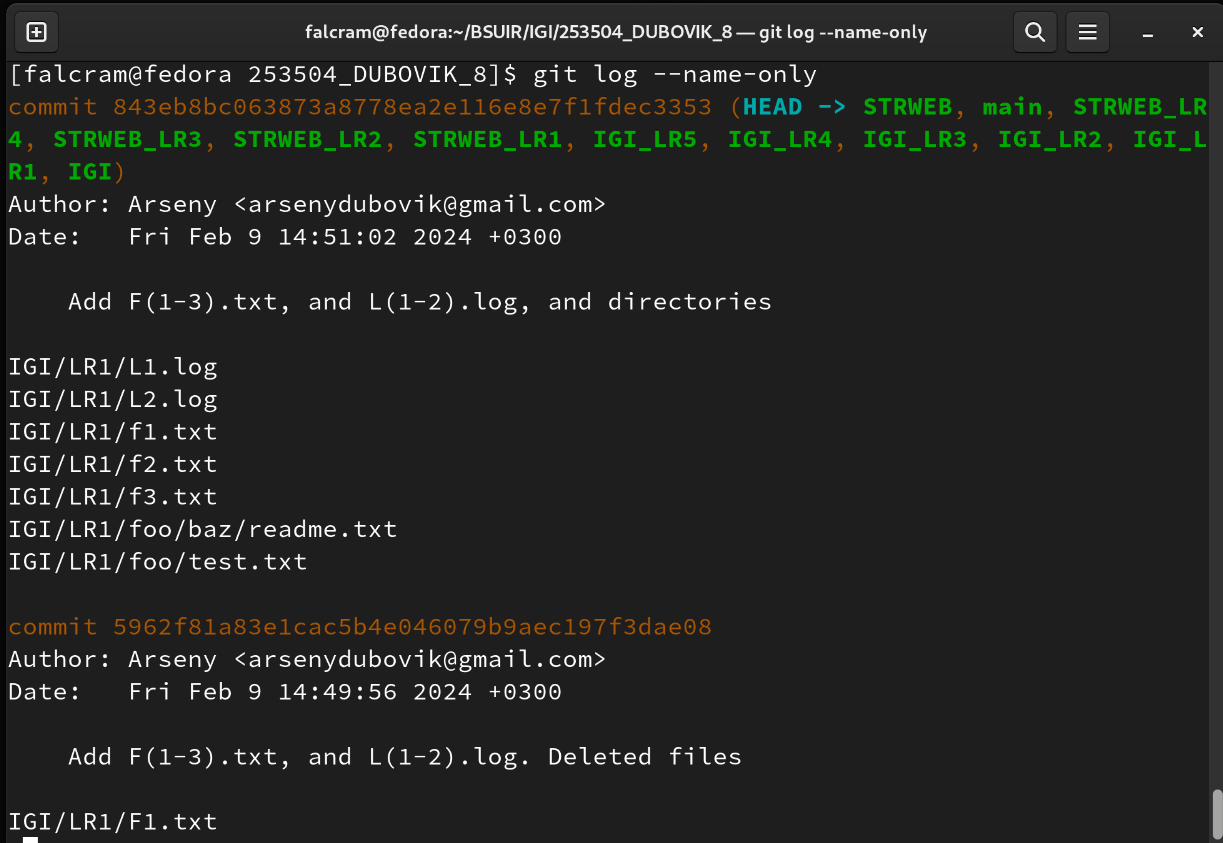 falcram@fedora:~/BSUIR/IGI/253504_DUBOVIK_8 — git log --name-only
[falcram@fedora 253504_DUBOVIK_8]$ git log --name-only
commit 843eb8bc063873a8778ea2e116e8e7f1fdec3353 (HEAD -> STRWEB, main, STRWEB_LR
4, STRWEB_LR3, STRWEB_LR2, STRWEB_LR1, IGI_LR5, IGI_LR4, IGI_LR3, IGI_LR2, IGI_L
R1, IGI)
Author: Arseny <arsenydubovik@gmail.com>
Date:   Fri Feb 9 14:51:02 2024 +0300
    Add F(1-3).txt, and L(1-2).log, and directories
IGI/LR1/L1.log
IGI/LR1/L2.log
IGI/LR1/f1.txt
IGI/LR1/f2.txt
IGI/LR1/f3.txt
IGI/LR1/foo/baz/readme.txt
IGI/LR1/foo/test.txt
commit 5962f81a83e1cac5b4e046079b9aec197f3dae08
Author: Arseny <arsenydubovik@gmail.com>
Date:   Fri Feb 9 14:49:56 2024 +0300
    Add F(1-3).txt, and L(1-2).log. Deleted files
IGI/LR1/F1.txt